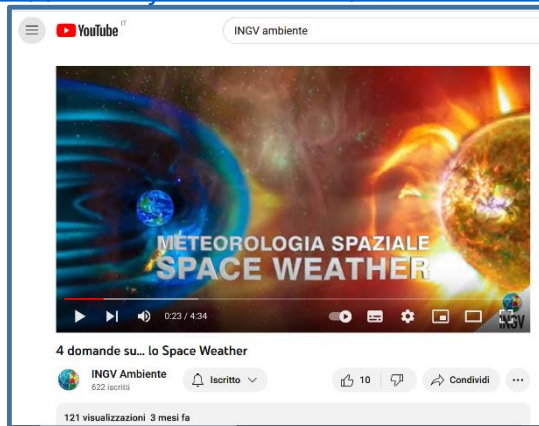 YouTube IT
INGV ambiente
METEOROLOGIA SPAZIALE
SPACE WEATHER
0:23 / 4:34
INGV
4 domande su... lo Space Weather
INGV Ambiente
622 iscritti
Iscritto
10
Condividi
121 visualizzazioni 3 mesi fa